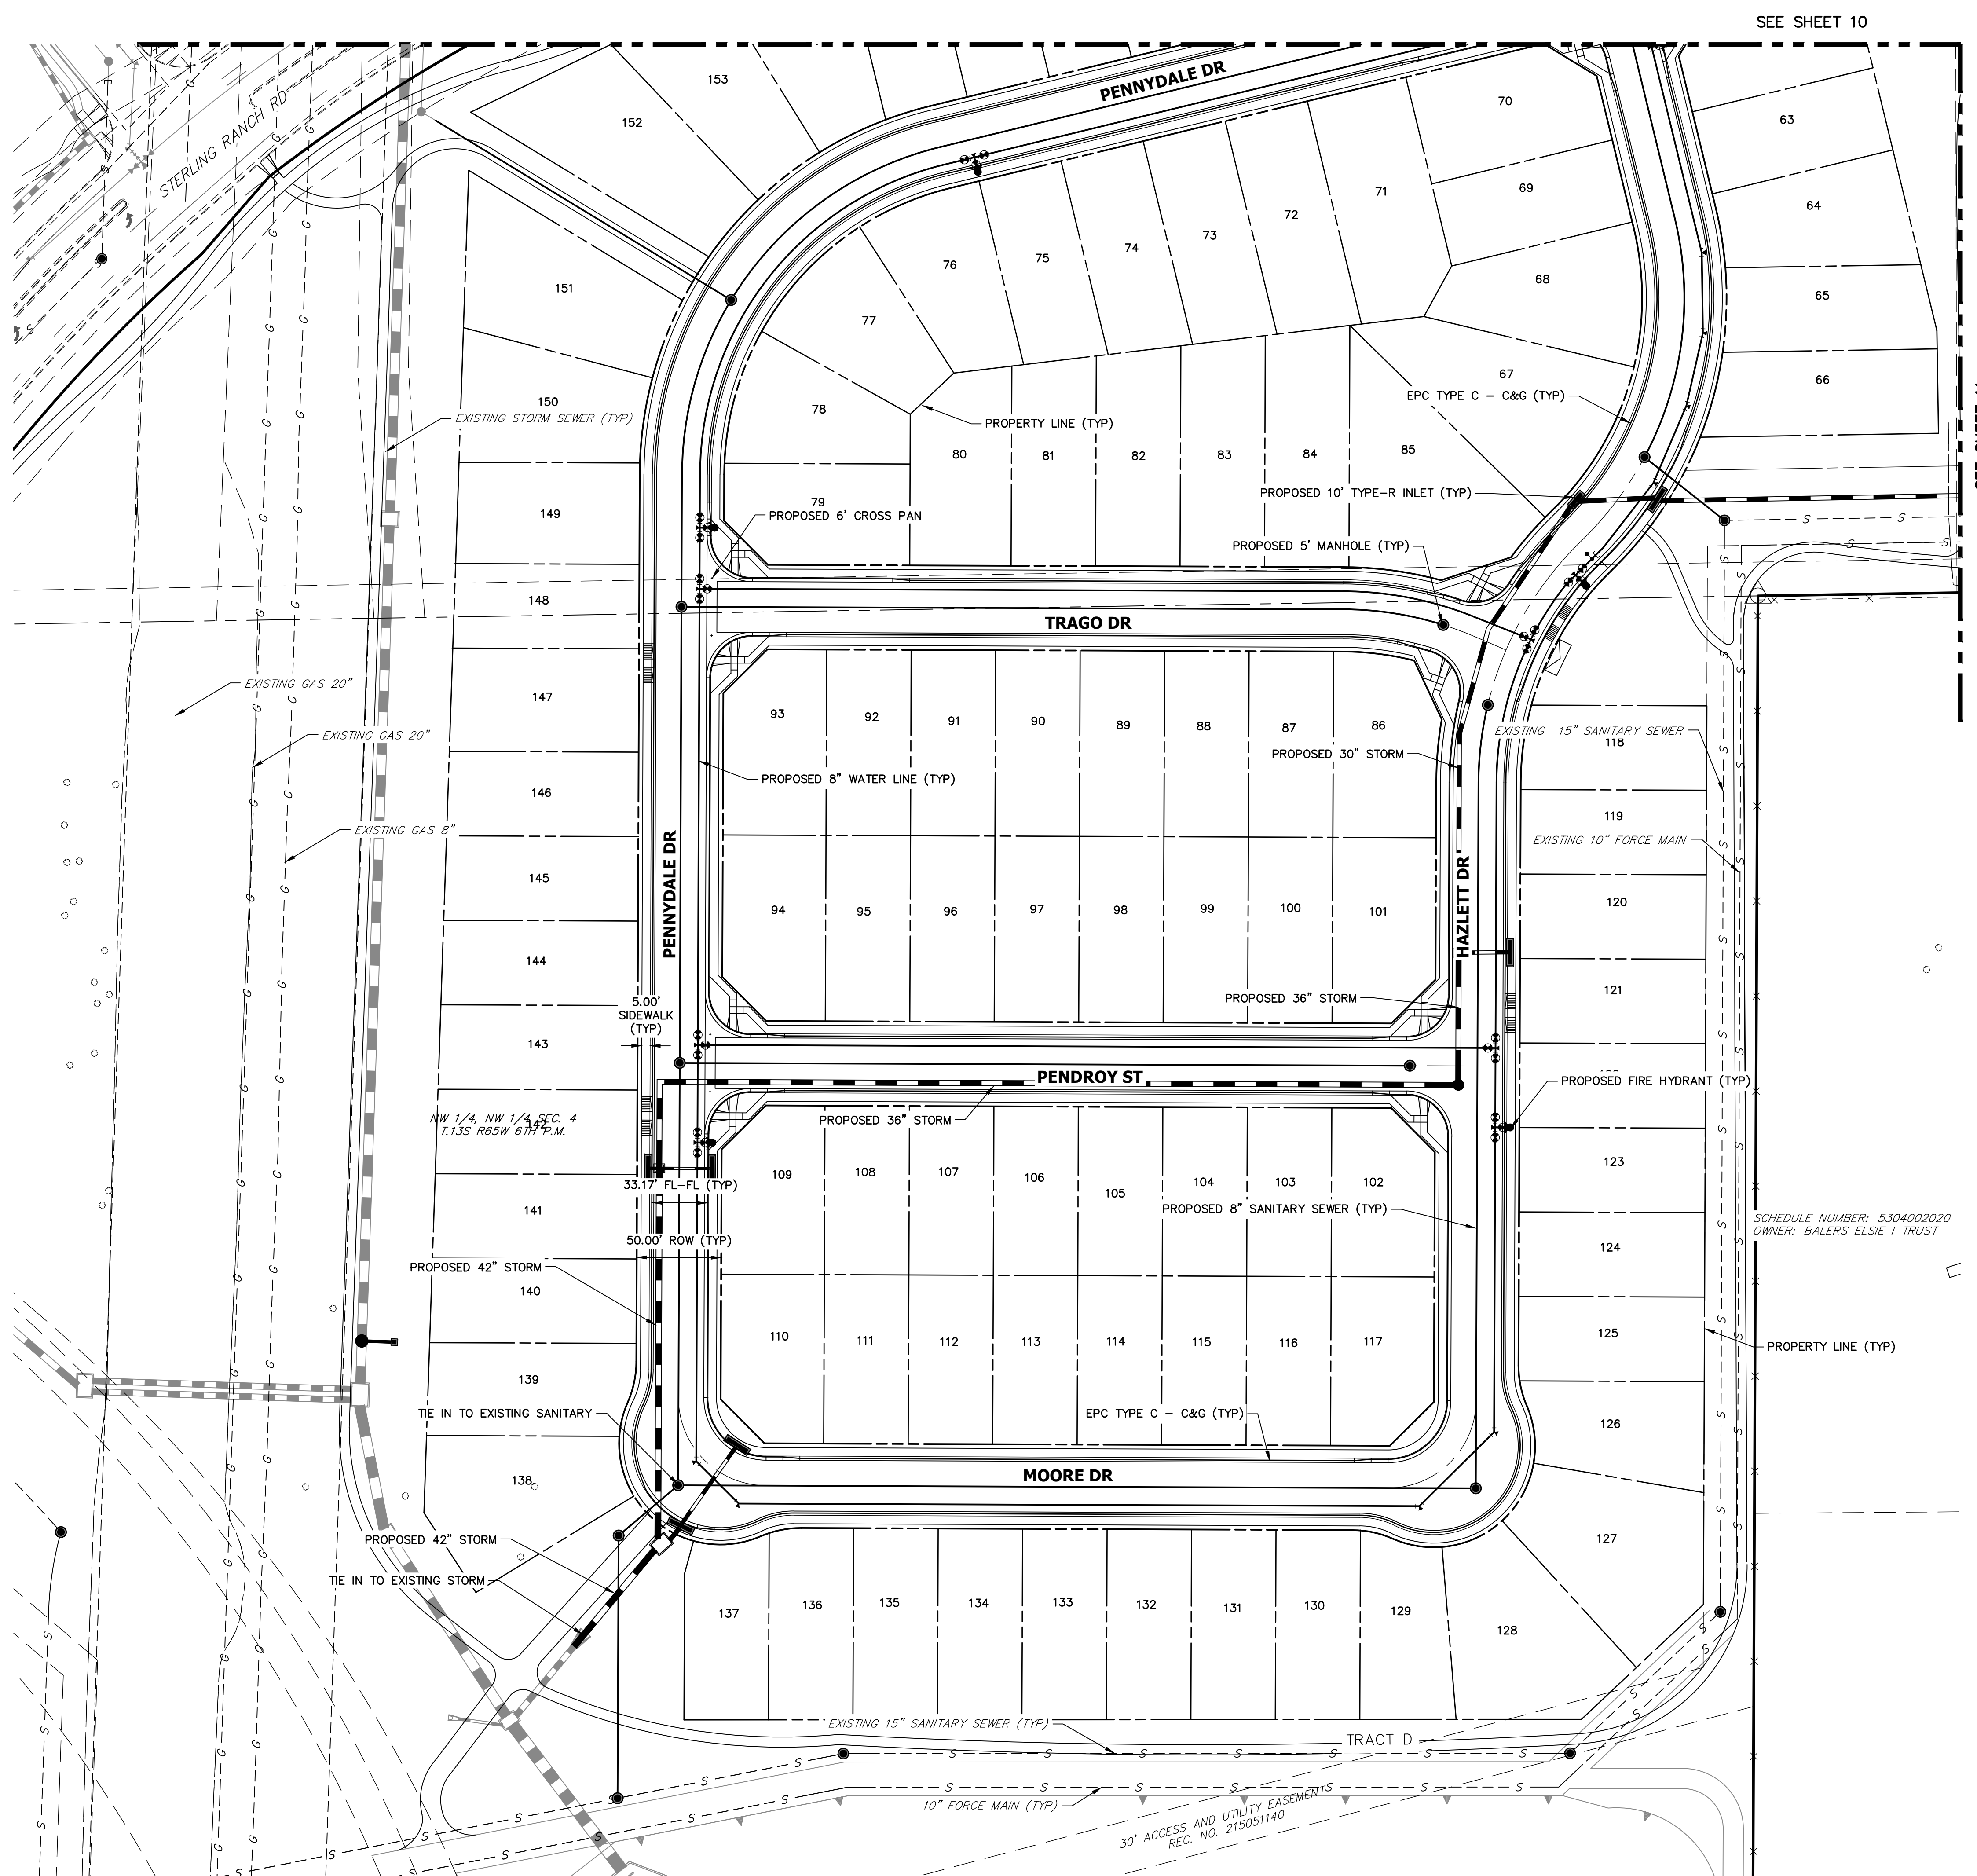 SEE SHEET 10
153
PENNYDALE DR
STERLING RANCH RD
152
70
63
69
71
64
72
73
74
75
76
68
151
65
77
67
66
150
EPC TYPE C - C&G (TYP)
78
EXISTING STORM SEWER (TYP)
PROPERTY LINE (TYP)
80
81
82
83
84
85
PROPOSED 10' TYPE-R INLET (TYP)
79
149
PROPOSED 6' CROSS PAN
PROPOSED 5' MANHOLE (TYP)
148
TRAGO DR
EXISTING GAS 20"
147
93
92
91
90
89
88
87
86
EXISTING 15" SANITARY SEWER
118
EXISTING GAS 20"
PROPOSED 30" STORM
PROPOSED 8" WATER LINE (TYP)
146
119
EXISTING GAS 8"
EXISTING 10" FORCE MAIN
PENNYDALE DR
HAZLETT DR
145
120
94
95
96
97
98
99
100
101
144
121
5.00'
SIDEWALK
(TYP)
PROPOSED 36" STORM
143
PENDROY ST
PROPOSED FIRE HYDRANT (TYP)
NW 1/4, NW 1/4 SEC. 4
142
T.13S R65W 6TH P.M.
PROPOSED 36" STORM
109
108
107
106
105
104
103
102
123
33.17' FL-FL (TYP)
141
PROPOSED 8" SANITARY SEWER (TYP)
SCHEDULE NUMBER: 5304002020
OWNER: BALERS ELSIE I TRUST
50.00' ROW (TYP)
124
PROPOSED 42" STORM
140
110
111
112
113
114
115
116
117
125
PROPERTY LINE (TYP)
139
TIE IN TO EXISTING SANITARY
EPC TYPE C - C&G (TYP)
126
138
MOORE DR
PROPOSED 42" STORM
127
TIE IN TO EXISTING STORM
137
136
135
134
133
132
131
130
129
128
EXISTING 15" SANITARY SEWER (TYP)
TRACT D
10" FORCE MAIN (TYP)
30' ACCESS AND UTILITY EASEMENT
REC. NO. 215051140